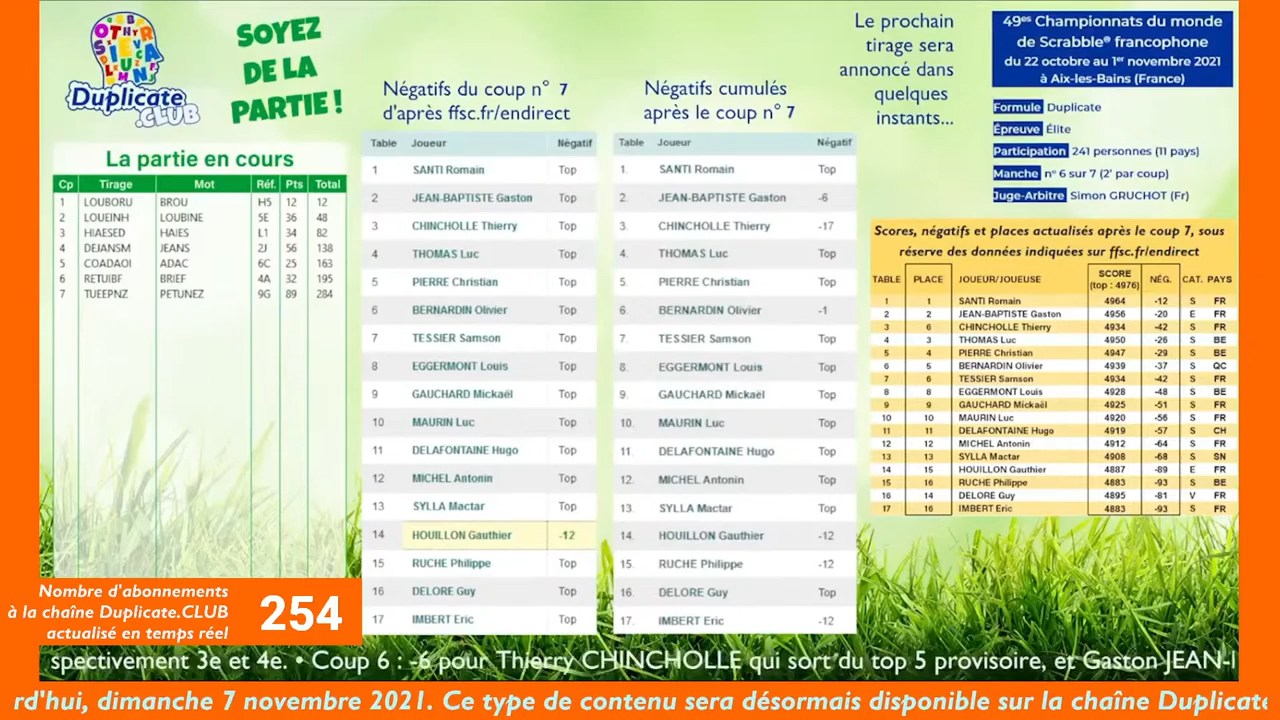 Duplicate
.CLUB
SOYEZ
DE LA
PARTIE !
La partie en cours
Cp Tirage Mot Réf. Pts Total
1 LOUBORU BROU H5 12 12
2 LOUEINH LOUBINE 5E 36 48
3 HIAESED HAIES L1 34 82
4 DEJANSM JEANS 2J 56 138
5 COADAOI ADAC 6C 25 163
6 RETUIBF BRIEF 4A 32 195
7 TUEEPNZ PETUNEZ 9G 89 284
Négatifs du coup n° 7
d'après ffsc.fr/endirect
Table Joueur Négatif
1 SANTI Romain Top
2 JEAN-BAPTISTE Gaston Top
3 CHINCHOLLE Thierry Top
4 THOMAS Luc Top
5 PIERRE Christian Top
6 BERNARDIN Olivier Top
7 TESSIER Samson Top
8 EGGERMONT Louis Top
9 GAUCHARD Mickaël Top
10 MAURIN Luc Top
11 DELAFONTAINE Hugo Top
12 MICHEL Antonin Top
13 SYLLA Mactar Top
14 HOUILLON Gauthier -12
15 RUCHE Philippe Top
16 DELORE Guy Top
17 IMBERT Eric Top
Négatifs cumulés
après le coup n° 7
Table Joueur Négatif
1. SANTI Romain Top
2. JEAN-BAPTISTE Gaston -6
3. CHINCHOLLE Thierry -17
4. THOMAS Luc Top
5. PIERRE Christian Top
6. BERNARDIN Olivier -1
7. TESSIER Samson Top
8. EGGERMONT Louis Top
9. GAUCHARD Mickaël Top
10. MAURIN Luc Top
11. DELAFONTAINE Hugo Top
12. MICHEL Antonin Top
13. SYLLA Mactar Top
14. HOUILLON Gauthier -12
15. RUCHE Philippe -12
16. DELORE Guy Top
17. IMBERT Eric -12
Le prochain
tirage sera
annoncé dans
quelques
instants...
49es Championnats du monde
de Scrabble® francophone
du 22 octobre au 1er novembre 2021
à Aix-les-Bains (France)
Formule Duplicate
Épreuve Élite
Participation 241 personnes (11 pays)
Manche n° 6 sur 7 (2' par coup)
Juge-Arbitre Simon GRUCHOT (Fr)
Scores, négatifs et places actualisés après le coup 7, sous
réserve des données indiquées sur ffsc.fr/endirect
TABLE PLACE JOUEUR/JOUEUSE SCORE (top : 4976) NÉG. CAT. PAYS
1 1 SANTI Romain 4964 -12 S FR
2 2 JEAN-BAPTISTE Gaston 4956 -20 E FR
3 6 CHINCHOLLE Thierry 4934 -42 S FR
4 3 THOMAS Luc 4950 -26 S BE
5 4 PIERRE Christian 4947 -29 S BE
6 5 BERNARDIN Olivier 4939 -37 S QC
7 6 TESSIER Samson 4934 -42 S FR
8 8 EGGERMONT Louis 4928 -48 S BE
9 9 GAUCHARD Mickaël 4925 -51 S FR
10 10 MAURIN Luc 4920 -56 S FR
11 11 DELAFONTAINE Hugo 4919 -57 S CH
12 12 MICHEL Antonin 4912 -64 S FR
13 13 SYLLA Mactar 4908 -68 S SN
14 15 HOUILLON Gauthier 4887 -89 E FR
15 16 RUCHE Philippe 4883 -93 S BE
16 14 DELORE Guy 4895 -81 V FR
17 16 IMBERT Eric 4883 -93 S FR
Nombre d'abonnements
à la chaîne Duplicate.CLUB
actualisé en temps réel
254
spectivement 3e et 4e. • Coup 6 : -6 pour Thierry CHINCHOLLE qui sort du top 5 provisoire, et Gaston JEAN-
rd'hui, dimanche 7 novembre 2021. Ce type de contenu sera désormais disponible sur la chaîne Duplicate